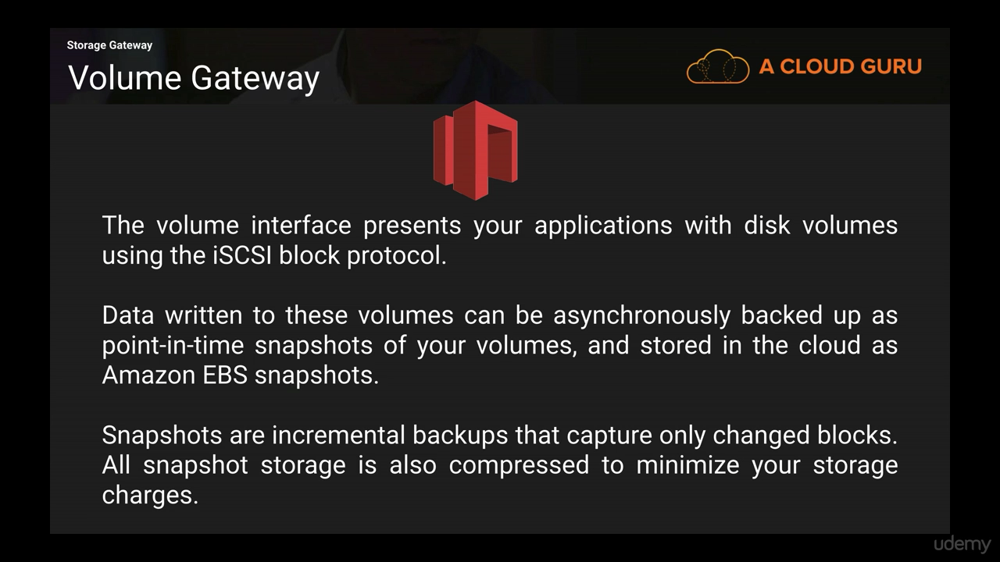 Storage Gateway
Volume Gateway
A CLOUD GURU
The volume interface presents your applications with disk volumes
using the iSCSI block protocol.
Data written to these volumes can be asynchronously backed up as
point-in-time snapshots of your volumes, and stored in the cloud as
Amazon EBS snapshots.
Snapshots are incremental backups that capture only changed blocks.
All snapshot storage is also compressed to minimize your storage
charges.
udemy